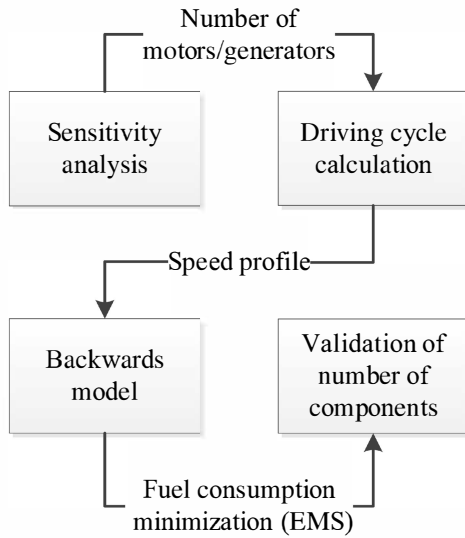 Number of
motors/generators
Sensitivity
analysis
Driving cycle
calculation
Speed profile
Backwards
model
Validation of
number of
components
Fuel consumption
minimization (EMS)